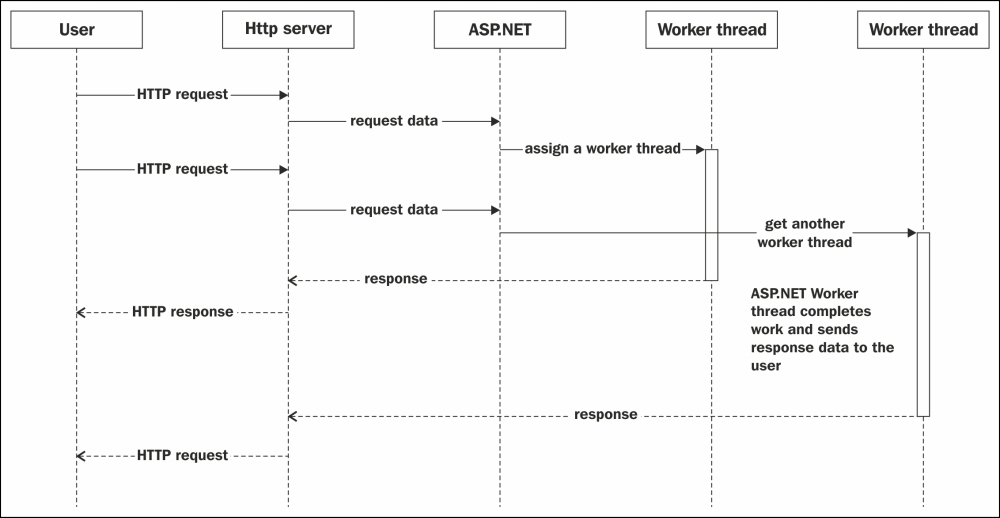 User
Http server
ASP.NET
Worker thread
Worker thread
HTTP request
request data
assign a worker thread
HTTP request
request data
get another
worker thread
response
ASP.NET Worker
thread completes
work and sends
response data to the
user
HTTP response
response
HTTP request